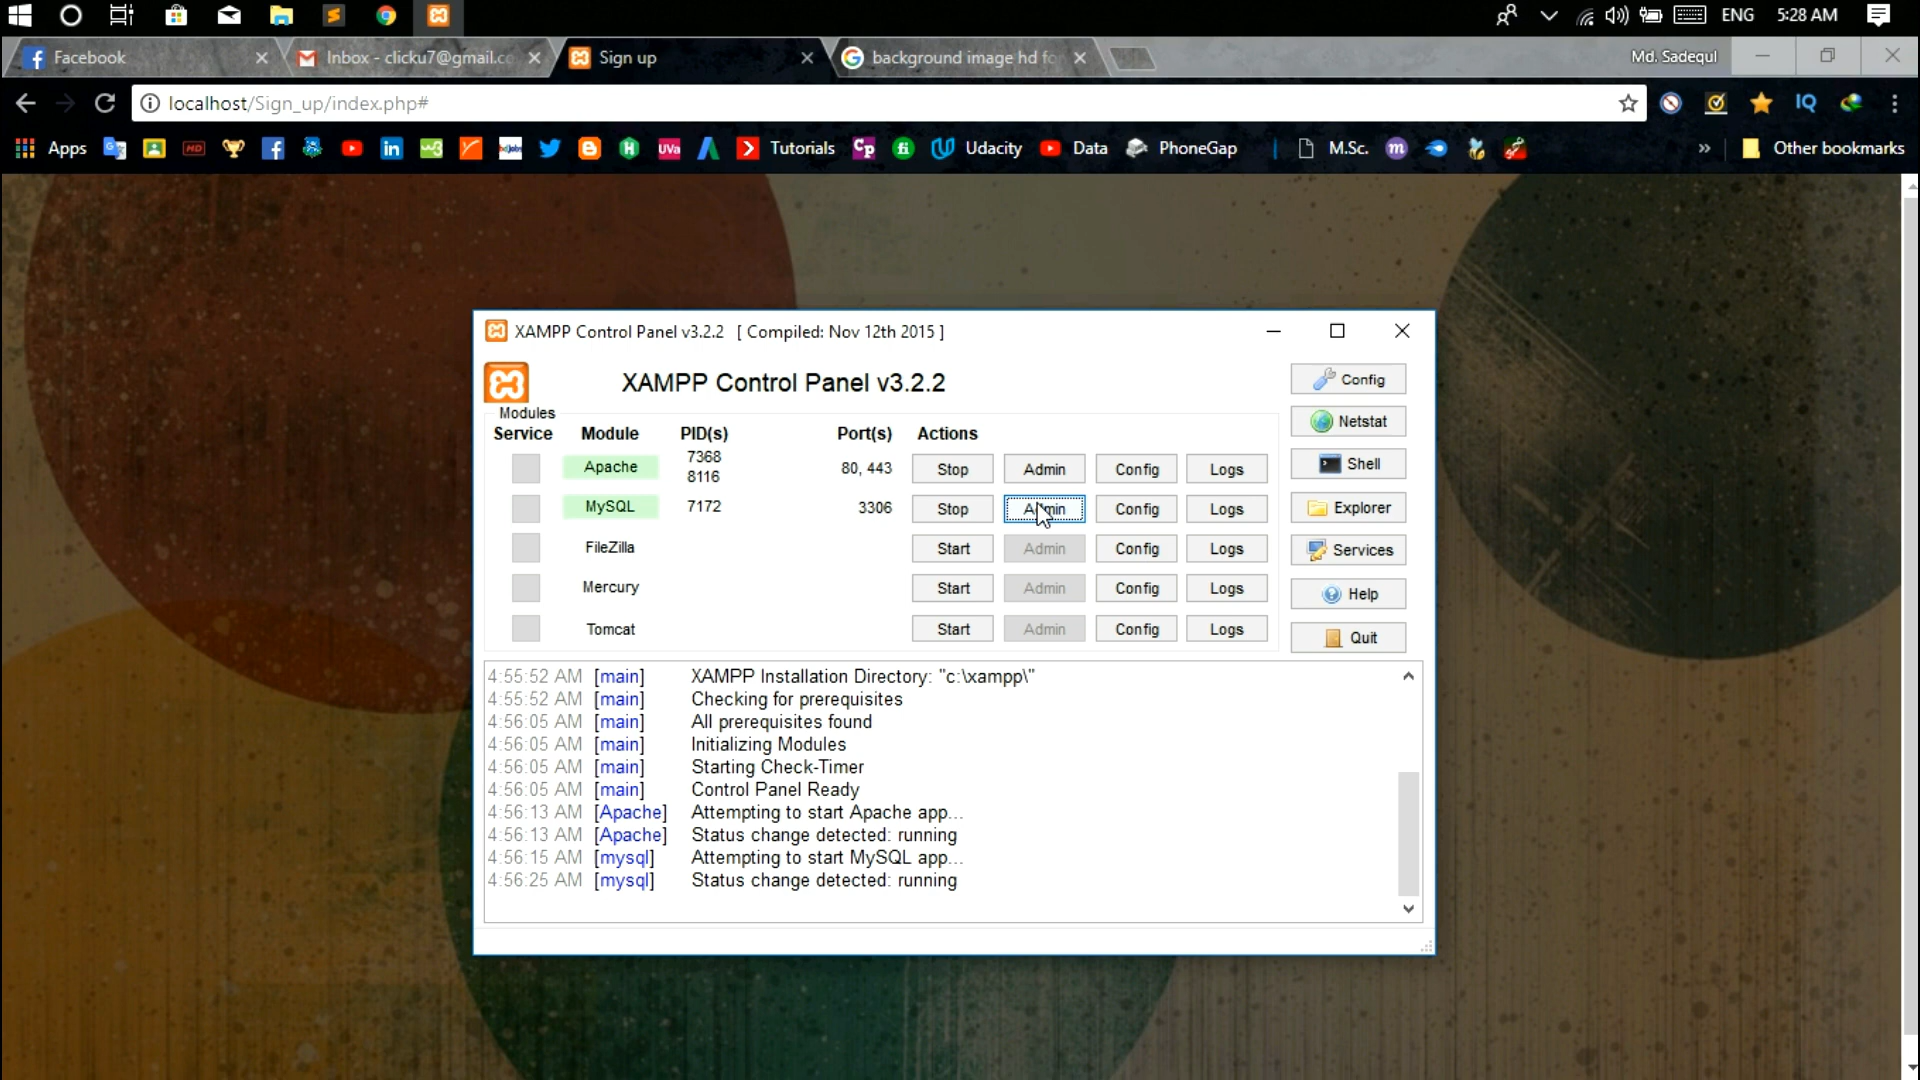 ENG 5:28 AM
Facebook
Inbox - clicku7@gmail.co
Sign up
background image hd fo
Md. Sadequl
localhost/Sign_up/index.php#
IQ
Apps
HD
in
w3
bdjobs
UVa
Tutorials
Cp
fi
Udacity
Data
PhoneGap
M.Sc.
m
»
Other bookmarks
XAMPP Control Panel v3.2.2 [ Compiled: Nov 12th 2015 ]
XAMPP Control Panel v3.2.2
Config
Modules
Netstat
Service Module PID(s) Port(s) Actions
Apache 7368 8116 80, 443 Stop Admin Config Logs
Shell
MySQL 7172 3306 Stop Admin Config Logs
Explorer
FileZilla Start Admin Config Logs
Services
Mercury Start Admin Config Logs
Help
Tomcat Start Admin Config Logs
Quit
4:55:52 AM [main] XAMPP Installation Directory: "c:\xampp\"
4:55:52 AM [main] Checking for prerequisites
4:56:05 AM [main] All prerequisites found
4:56:05 AM [main] Initializing Modules
4:56:05 AM [main] Starting Check-Timer
4:56:05 AM [main] Control Panel Ready
4:56:13 AM [Apache] Attempting to start Apache app...
4:56:13 AM [Apache] Status change detected: running
4:56:15 AM [mysql] Attempting to start MySQL app...
4:56:25 AM [mysql] Status change detected: running